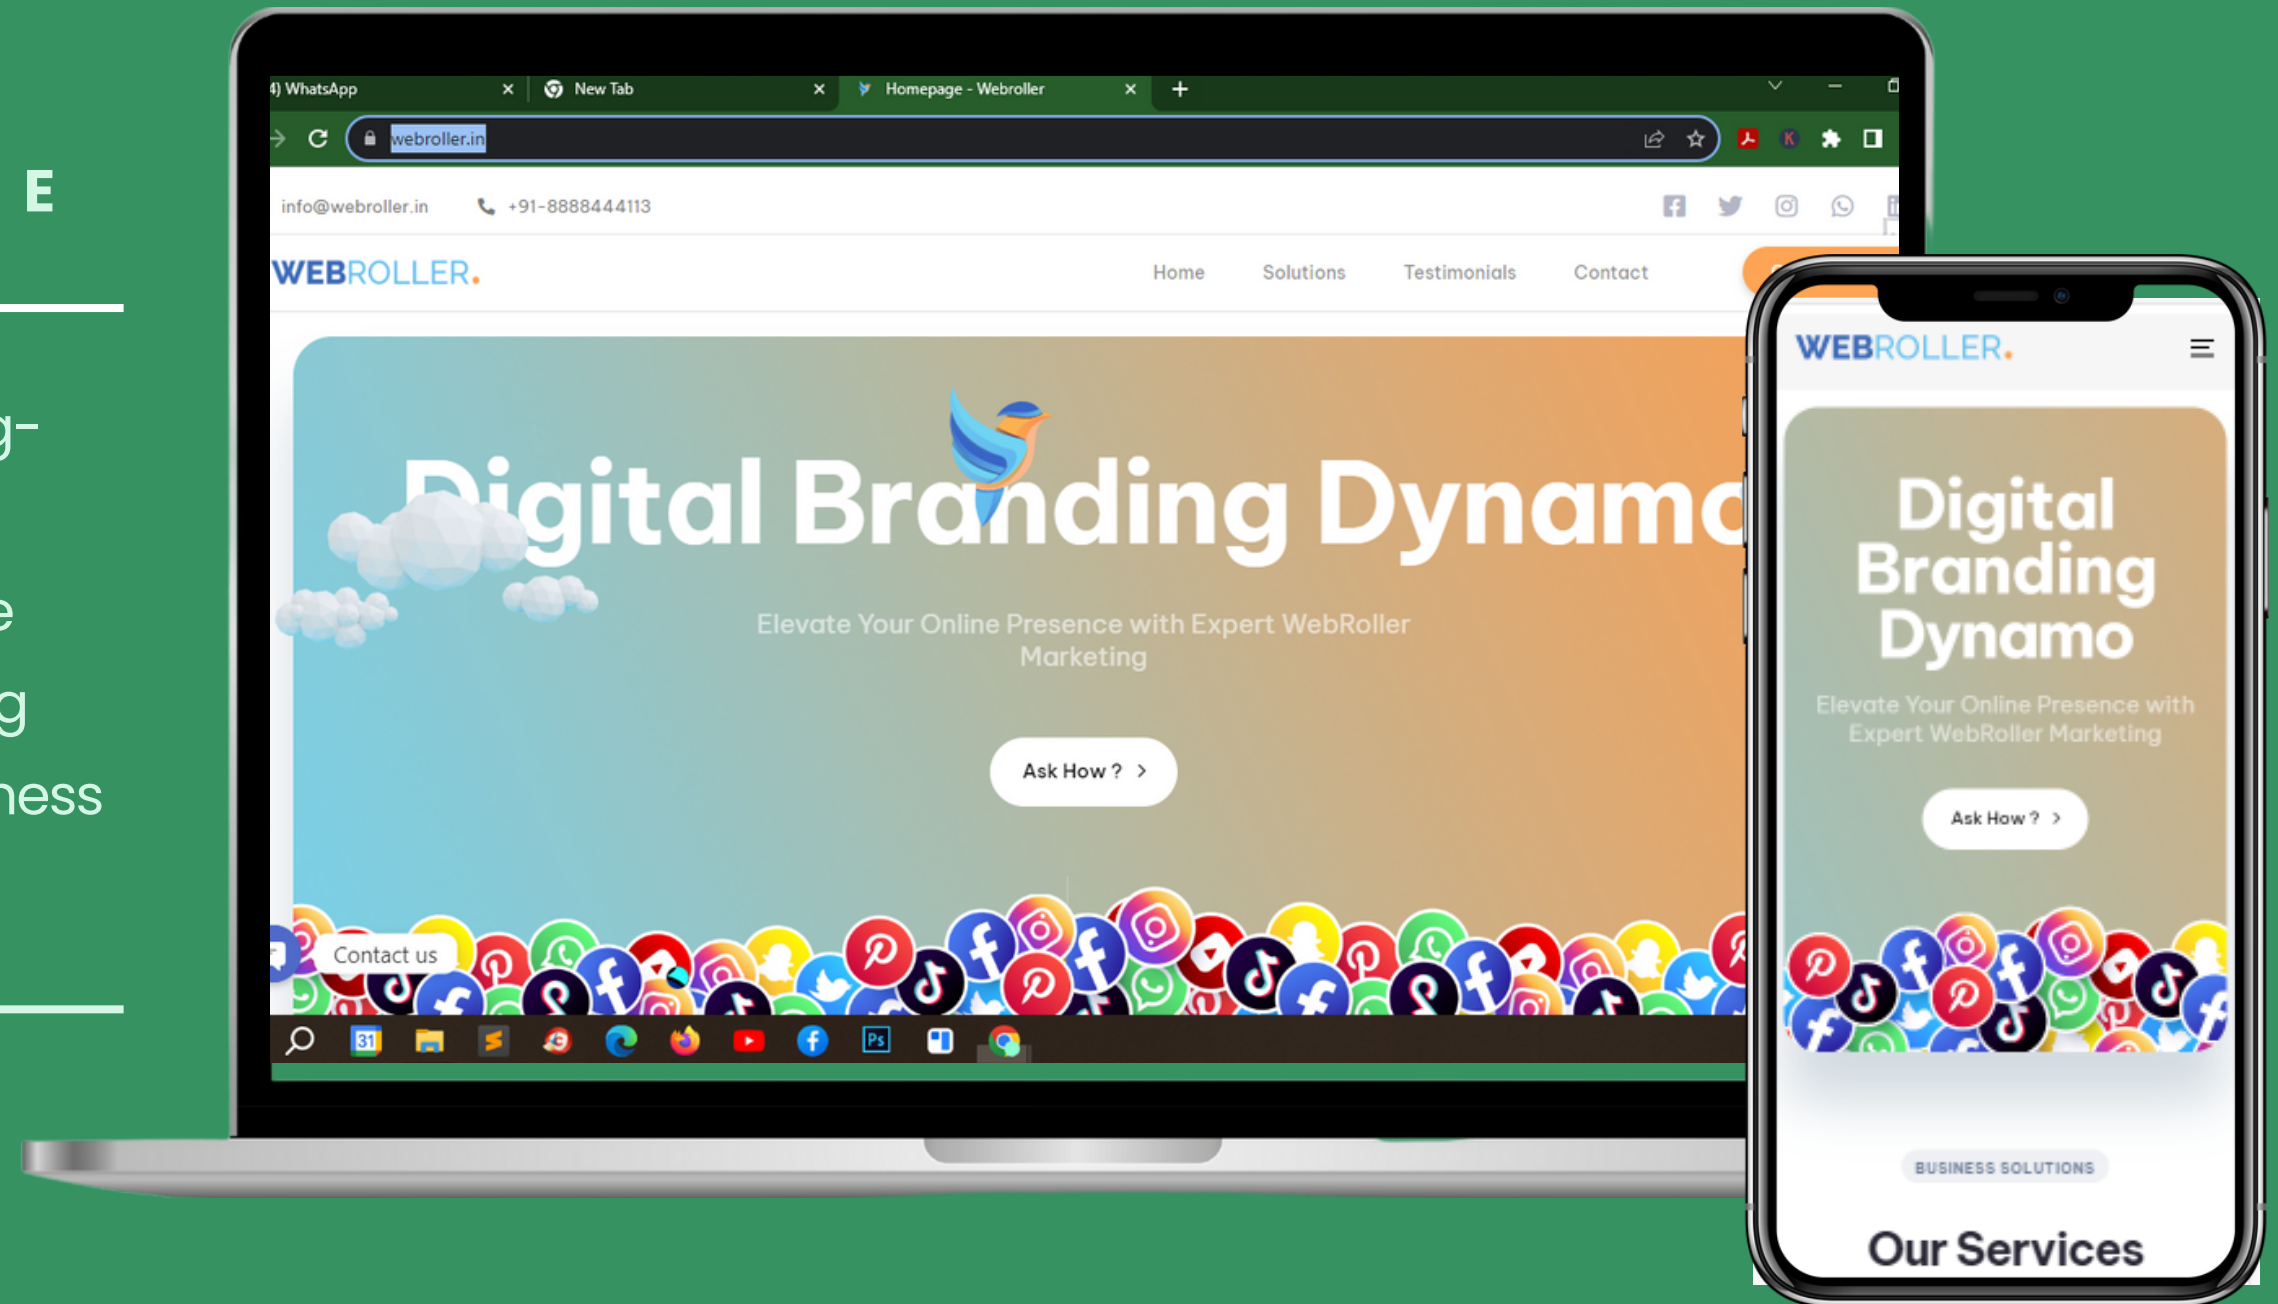 E
g-
e
g
ness
4) WhatsApp
New Tab
Homepage - Webroller
webroller.in
info@webroller.in
+91-8888444113
WEBROLLER.
Home
Solutions
Testimonials
Contact
Digital Branding Dynamo
Elevate Your Online Presence with Expert WebRoller
Marketing
Ask How ?
Contact us
31
Ps
WEBROLLER.
Digital
Branding
Dynamo
Elevate Your Online Presence with
Expert WebRoller Marketing
Ask How ?
BUSINESS SOLUTIONS
Our Services